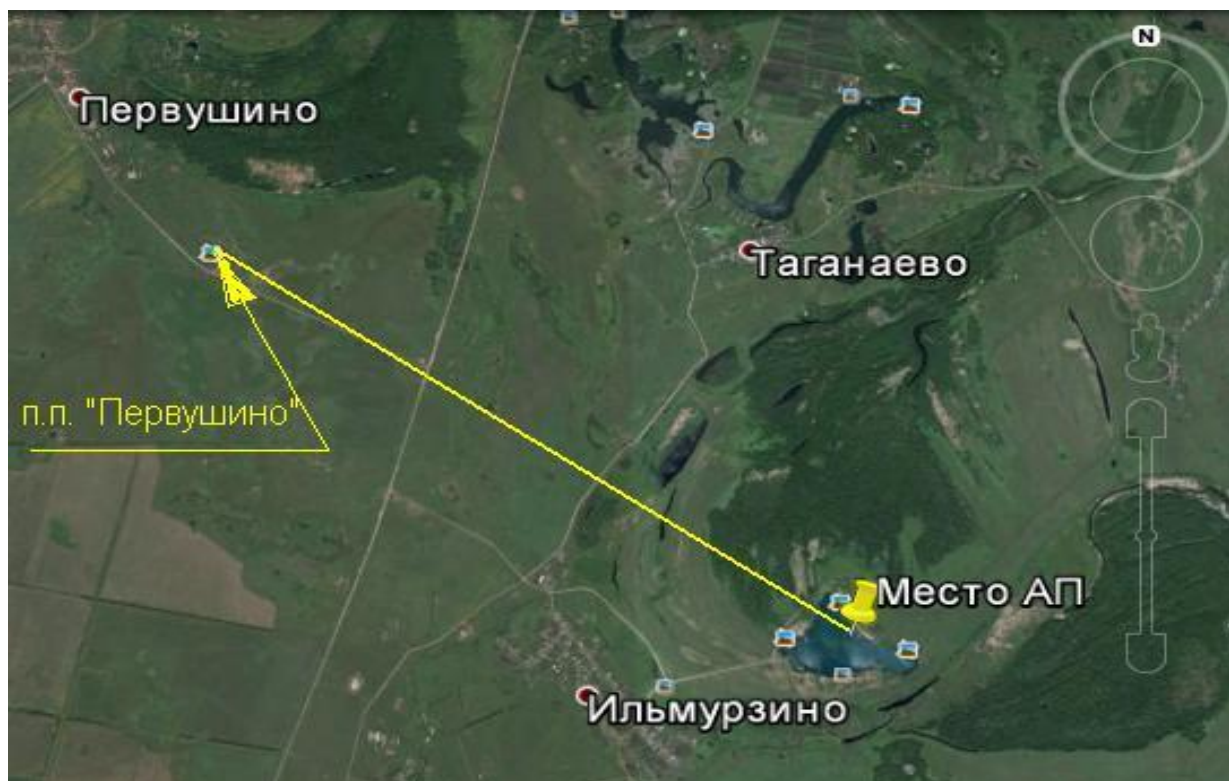 N
Первушино
Таганаево
п.п. "Первушино"
Место АП
Ильмурзино